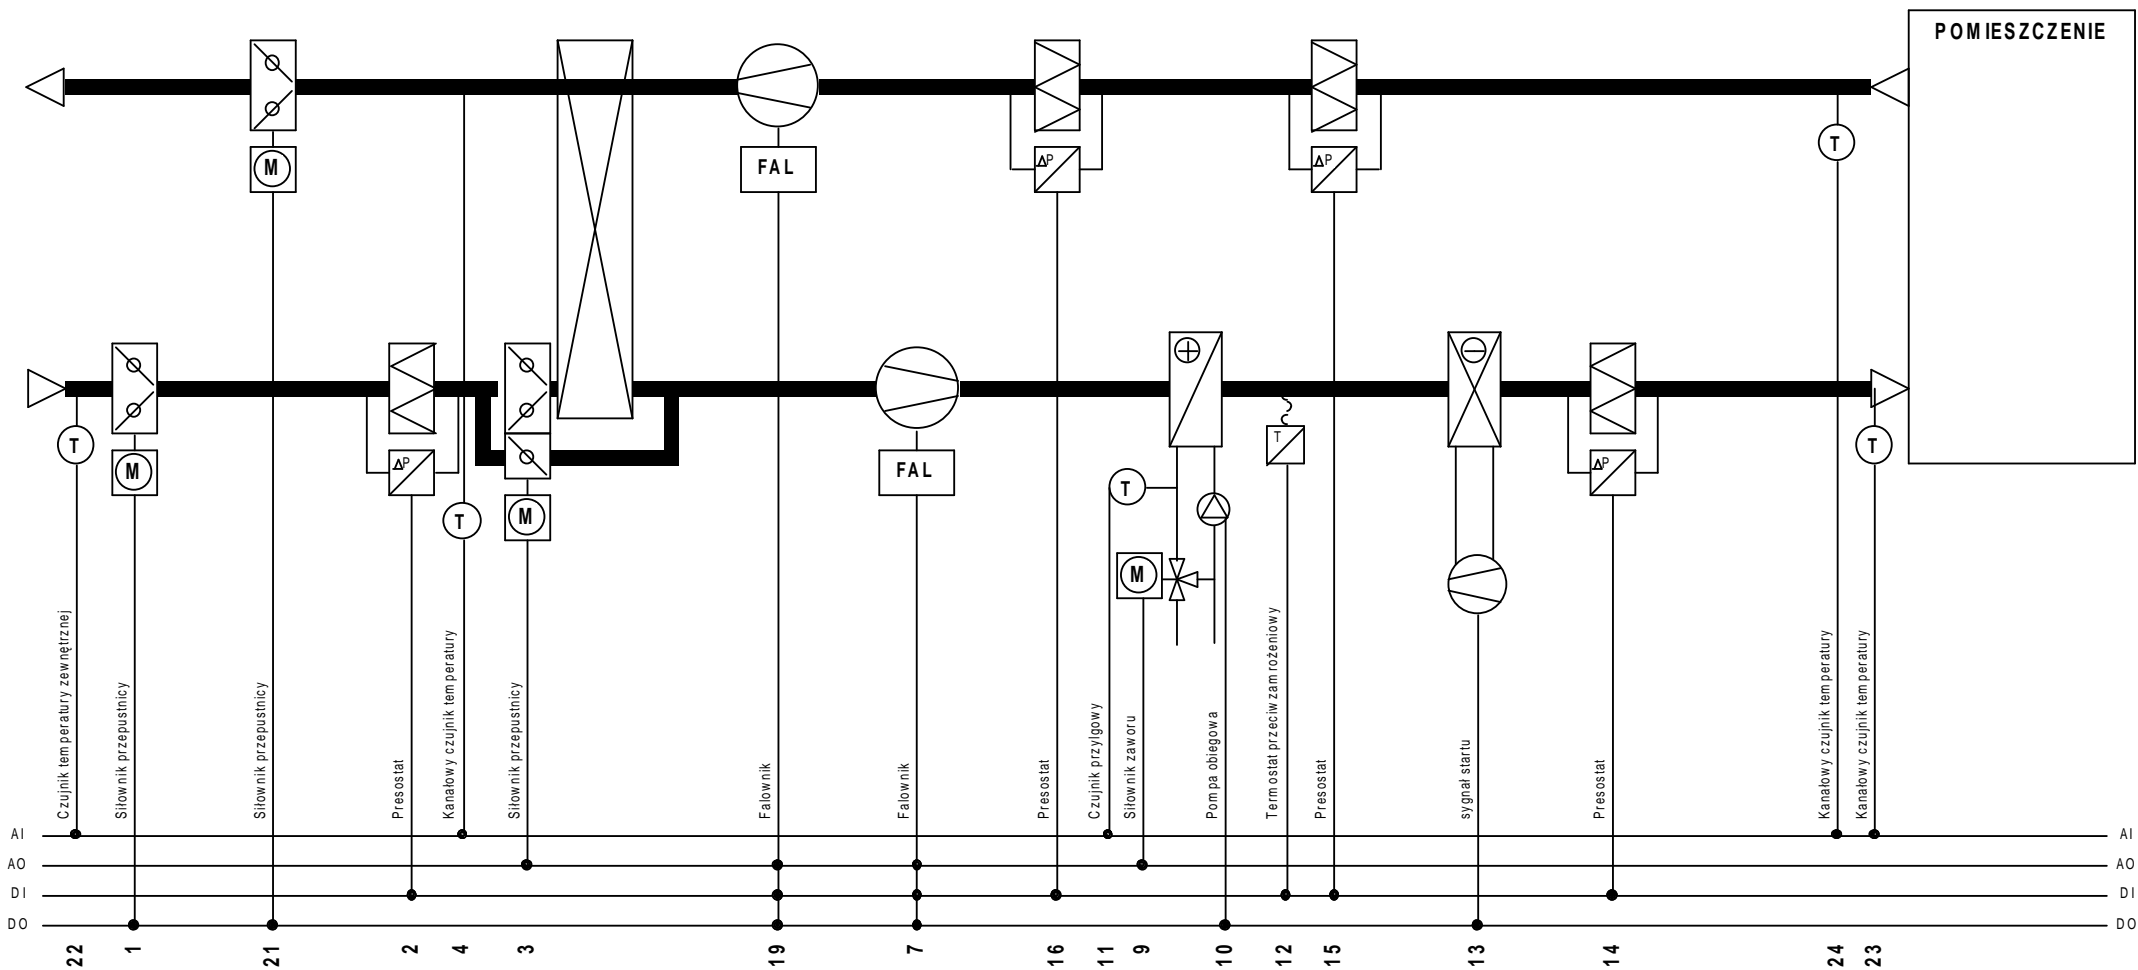 POMIESZCZENIE
M
FAL
ΔP
ΔP
T
M
ΔP
T
M
T
FAL
T
M
T
ΔP
T
Czujnik temperatury zewnętrznej
Siłownik przepustnicy
Siłownik przepustnicy
Presostat
Kanałowy czujnik temperatury
Siłownik przepustnicy
Falownik
Falownik
Presostat
Czujnik przylgowy
Siłownik zaworu
Pompa obiegowa
Termostat przeciwzamrożeniowy
Presostat
sygnał startu
Presostat
Kanałowy czujnik temperatury
Kanałowy czujnik temperatury
AI AI
AO AO
DI DI
DO DO
22 1 21 2 4 3 19 7 16 11 9 10 12 15 13 14 24 23